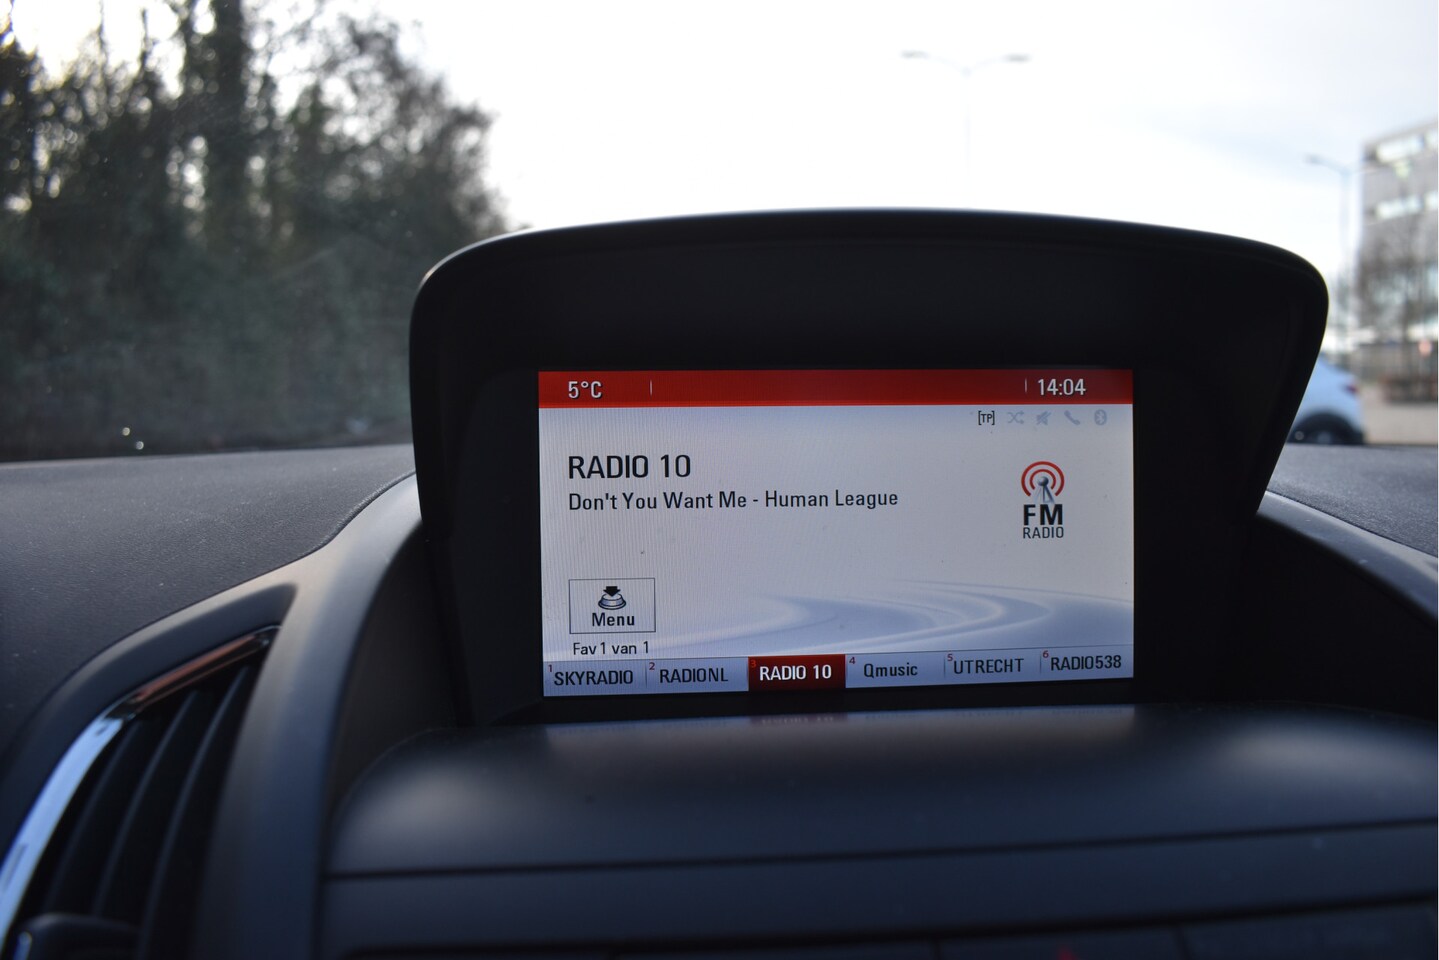 5°C 14:04
[TP]
RADIO 10
Don't You Want Me - Human League
FM
RADIO
Menu
Fav 1 van 1
1 SKYRADIO 2 RADIONL 3 RADIO 10 4 Qmusic 5 UTRECHT 6 RADIO538